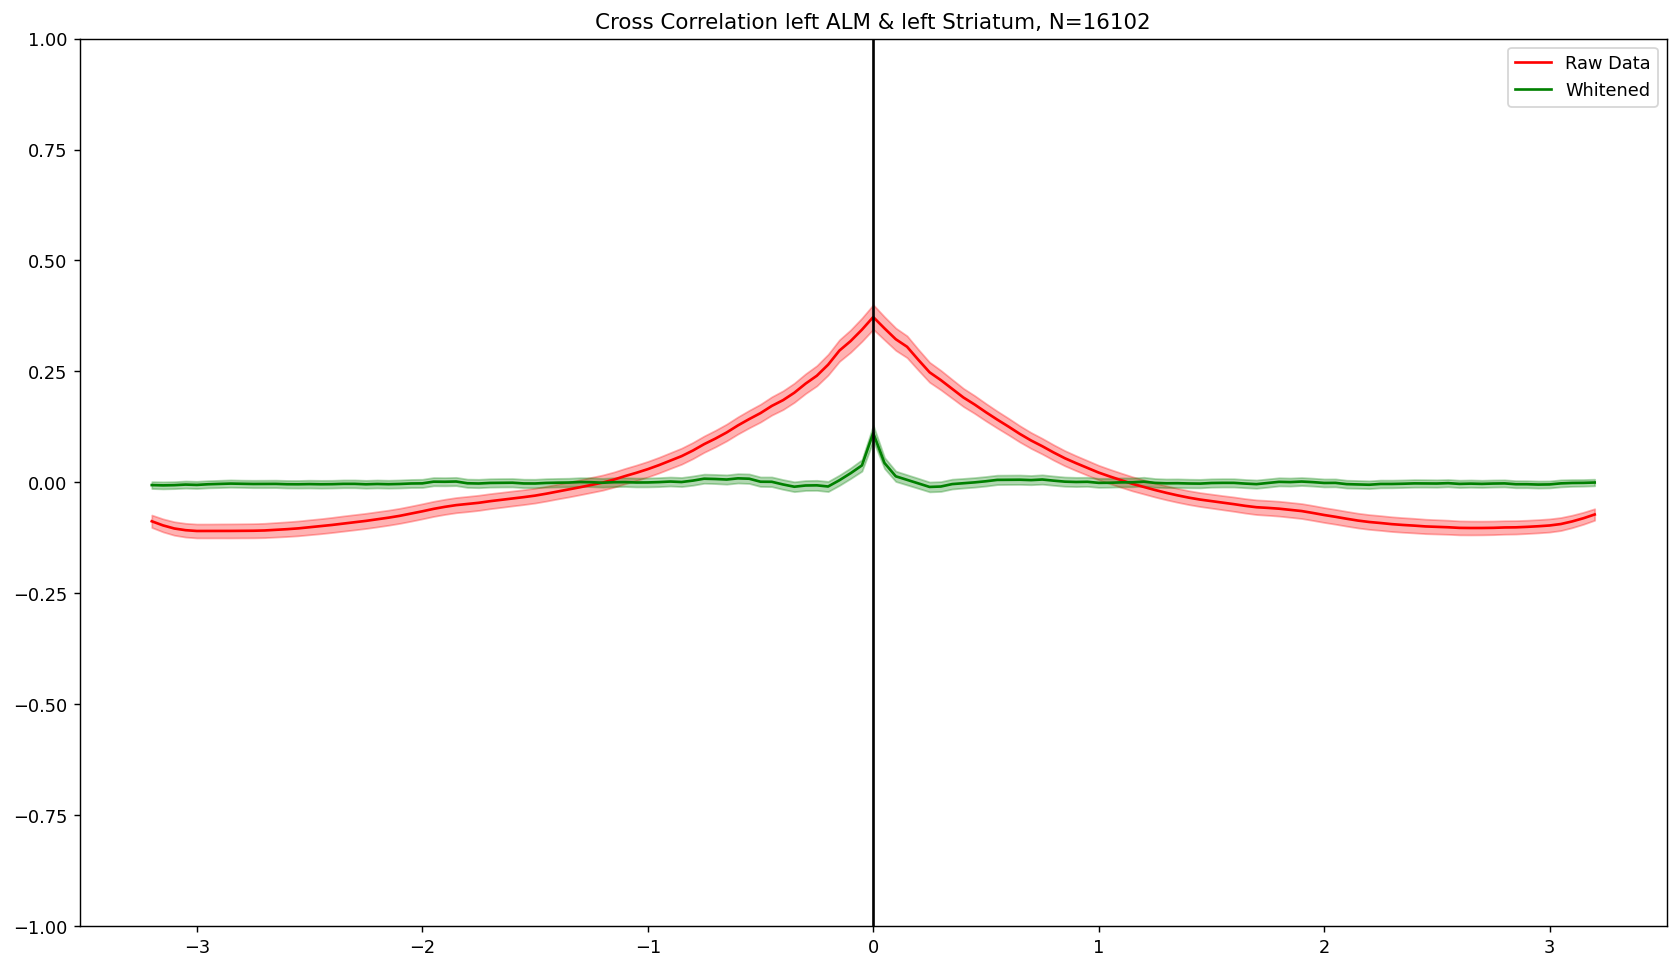 Cross Correlation left ALM & left Striatum, N=16102
Raw Data
Whitened
1.00
0.75
0.50
0.25
0.00
−0.25
−0.50
−0.75
−1.00
−3 −2 −1 0 1 2 3